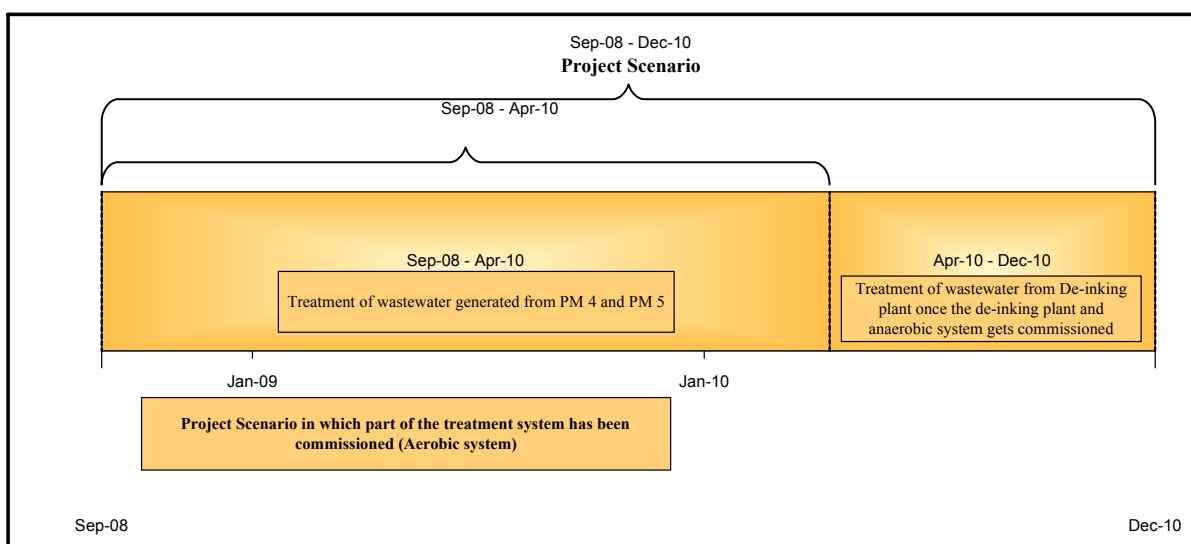 Sep-08 - Dec-10
Project Scenario
Sep-08 - Apr-10
Sep-08 - Apr-10
Treatment of wastewater generated from PM 4 and PM 5
Apr-10 - Dec-10
Treatment of wastewater from De-inking
plant once the de-inking plant and
anaerobic system gets commissioned
Jan-09
Jan-10
Project Scenario in which part of the treatment system has been
commissioned (Aerobic system)
Sep-08
Dec-10